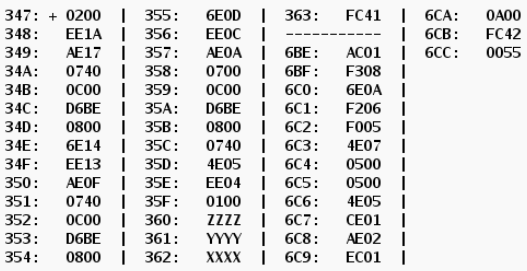 347: + 0200 | 355: 6E0D | 363: FC41 | 6CA: 0A00
348: EE1A | 356: EE0C | ----------- | 6CB: FC42
349: AE17 | 357: AE0A | 6BE: AC01 | 6CC: 0055
34A: 0740 | 358: 0700 | 6BF: F308 |
34B: 0C00 | 359: 0C00 | 6C0: 6E0A |
34C: D6BE | 35A: D6BE | 6C1: F206 |
34D: 0800 | 35B: 0800 | 6C2: F005 |
34E: 6E14 | 35C: 0740 | 6C3: 4E07 |
34F: EE13 | 35D: 4E05 | 6C4: 0500 |
350: AE0F | 35E: EE04 | 6C5: 0500 |
351: 0740 | 35F: 0100 | 6C6: 4E05 |
352: 0C00 | 360: ZZZZ | 6C7: CE01 |
353: D6BE | 361: YYYY | 6C8: AE02 |
354: 0800 | 362: XXXX | 6C9: EC01 |